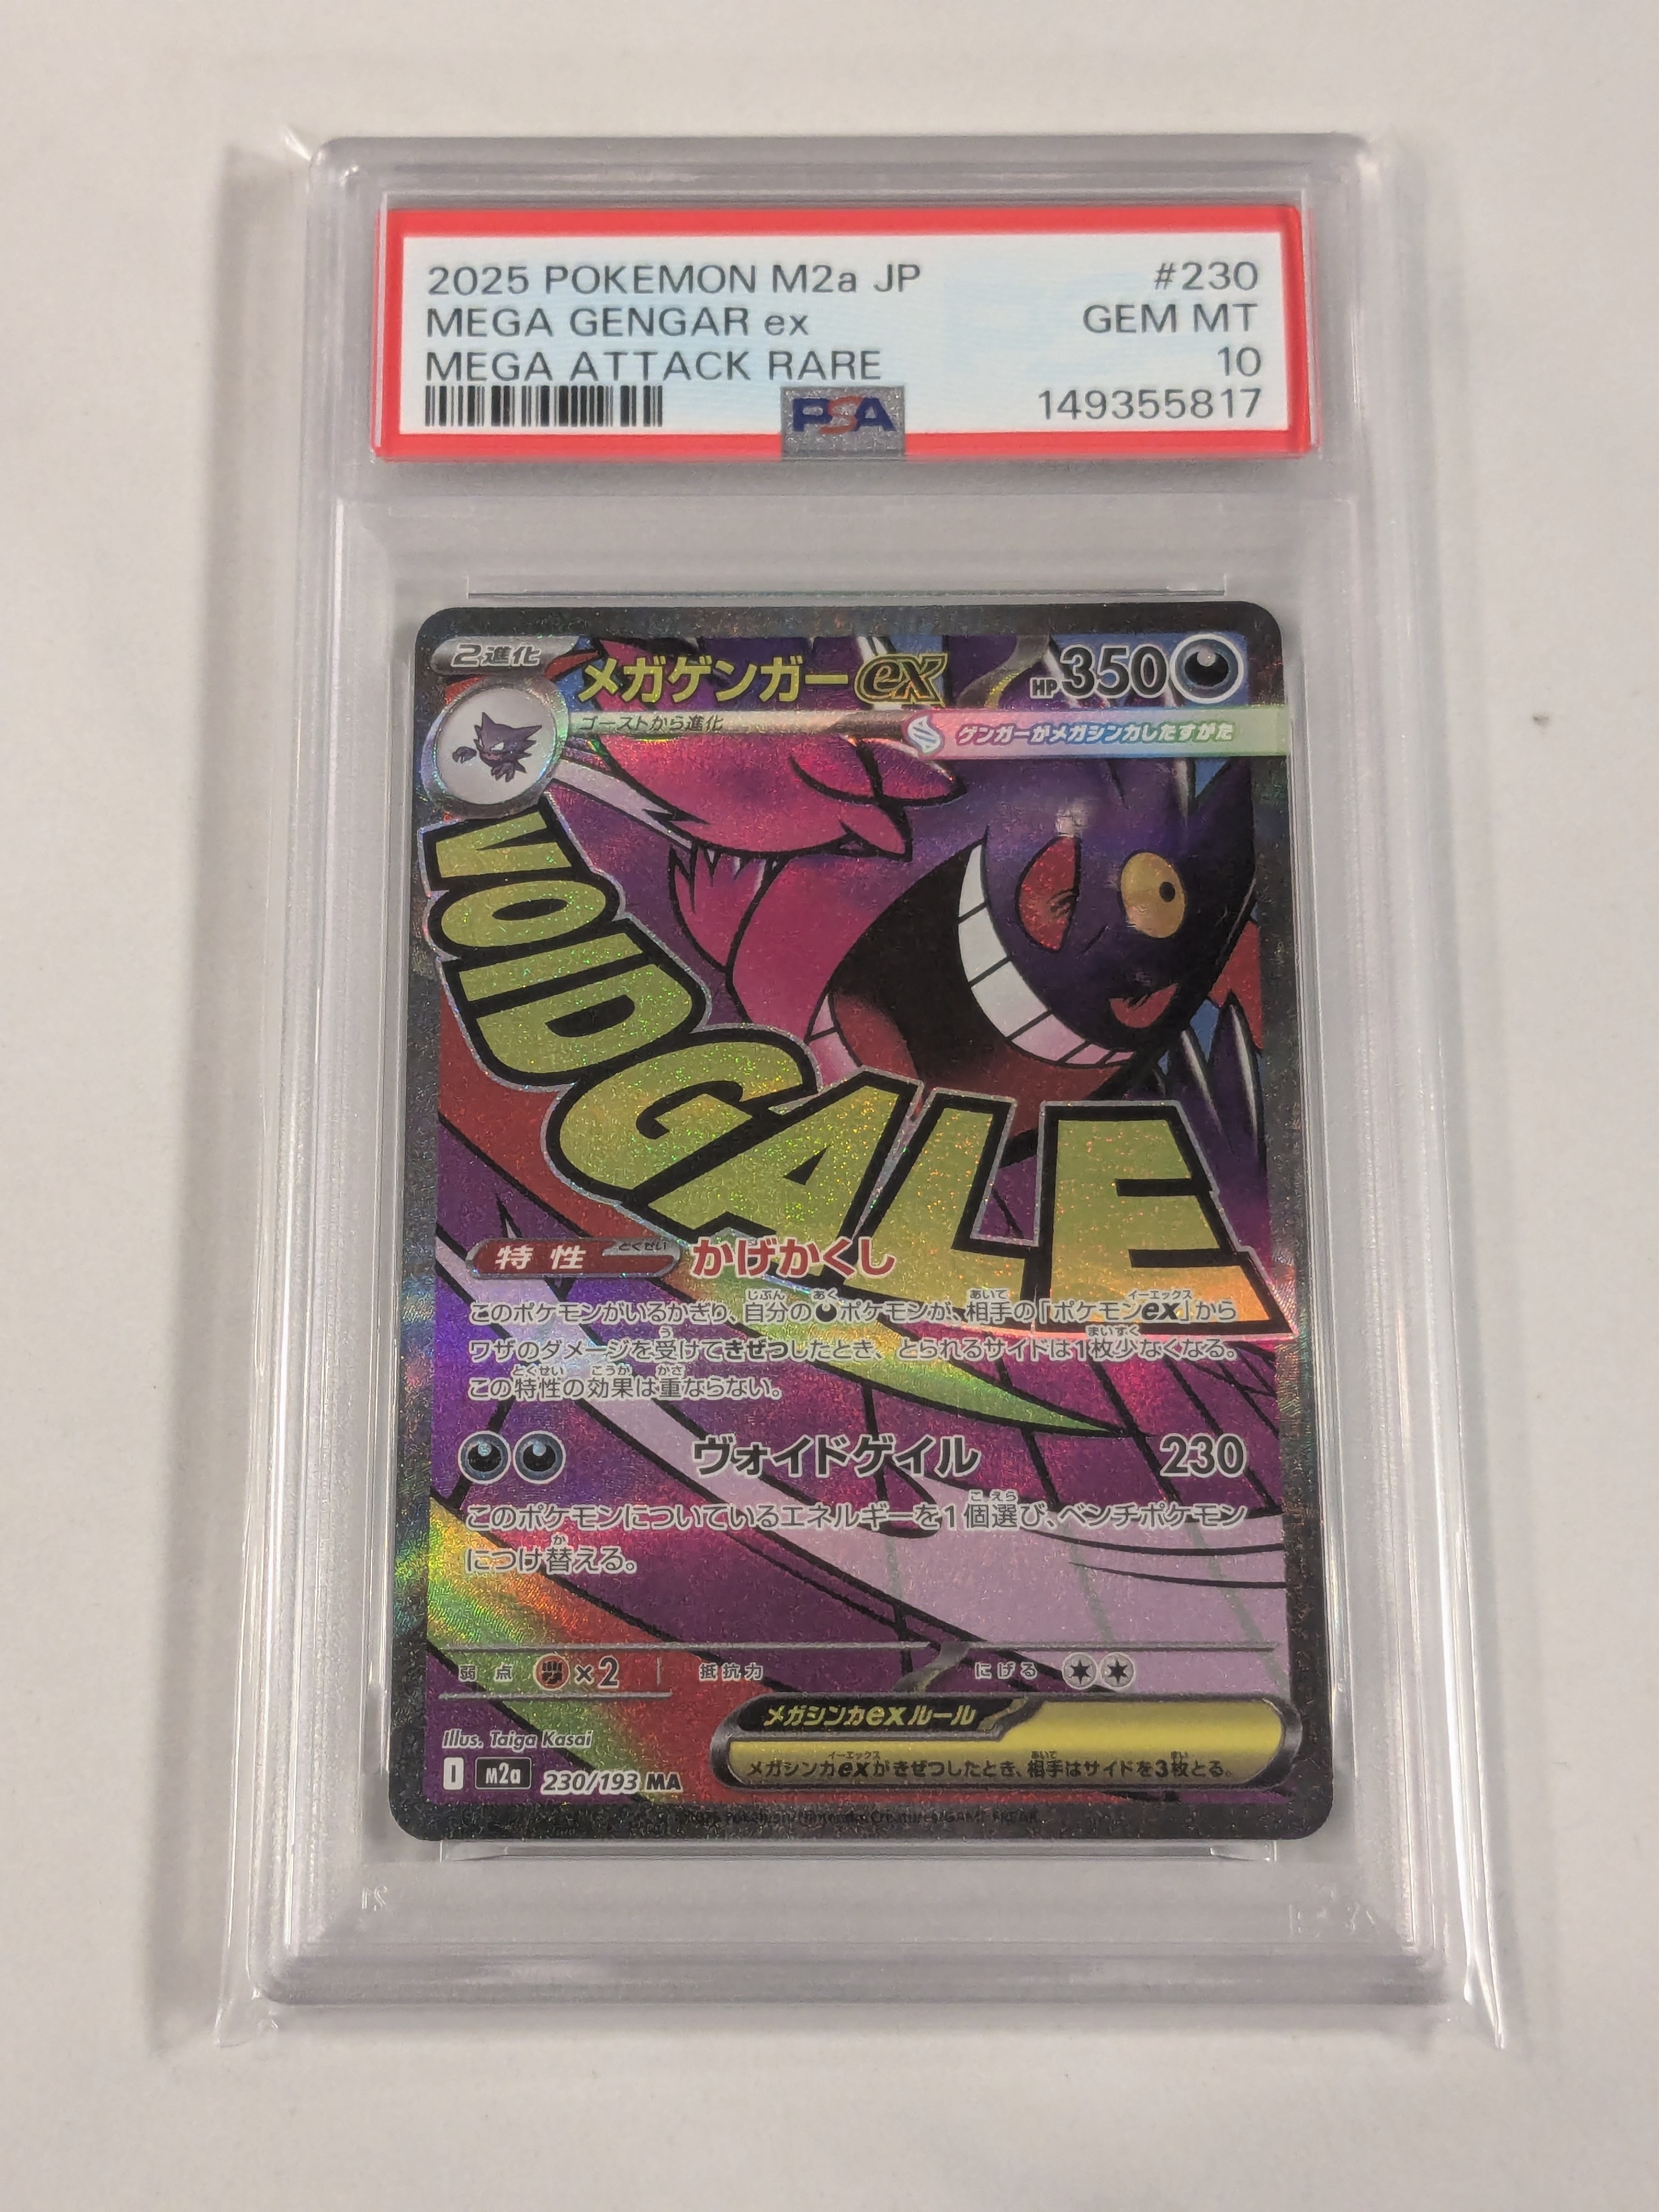 2025 POKEMON M2a JP #230
MEGA GENGAR ex GEM MT
MEGA ATTACK RARE 10
PSA 149355817
2進化 メガゲンガーex HP350
ゴーストから進化 ゲンガーがメガシンカしたすがた
VOIDGALE
特性 とくせい かげかくし
このポケモンがいるかぎり、自分のポケモンが、相手の「ポケモンex」から
ワザのダメージを受けてきぜつしたとき、とられるサイドは1枚少なくなる。
この特性の効果は重ならない。
ヴォイドゲイル 230
このポケモンについているエネルギーを1個選び、ベンチポケモン
につけ替える。
弱点 ×2 抵抗力 にげる
メガシンカexルール
メガシンカexがきぜつしたとき、相手はサイドを3枚とる。
Illus. Taiga Kasai
I M2a 230/193 MA